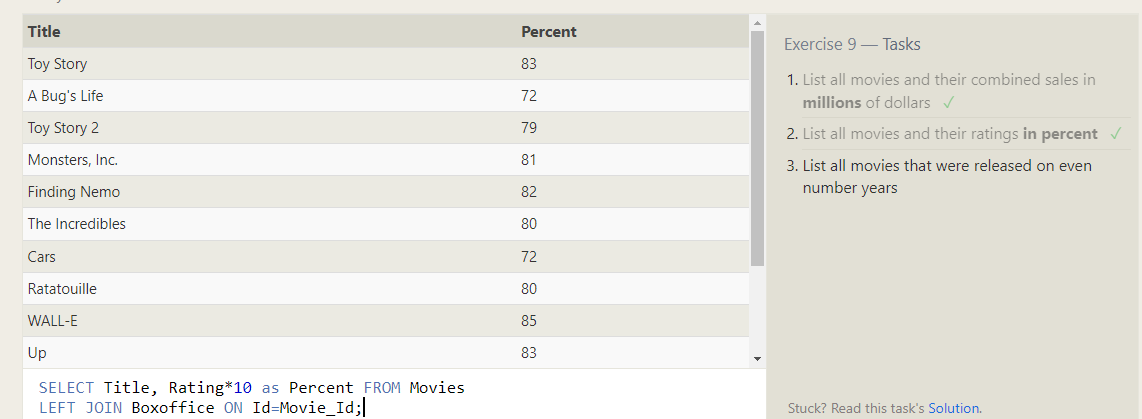 Title Percent
Toy Story 83
A Bug's Life 72
Toy Story 2 79
Monsters, Inc. 81
Finding Nemo 82
The Incredibles 80
Cars 72
Ratatouille 80
WALL-E 85
Up 83
SELECT Title, Rating*10 as Percent FROM Movies
LEFT JOIN Boxoffice ON Id=Movie_Id;
Exercise 9 — Tasks
1. List all movies and their combined sales in
millions of dollars ✓
2. List all movies and their ratings in percent ✓
3. List all movies that were released on even
number years
Stuck? Read this task's Solution.